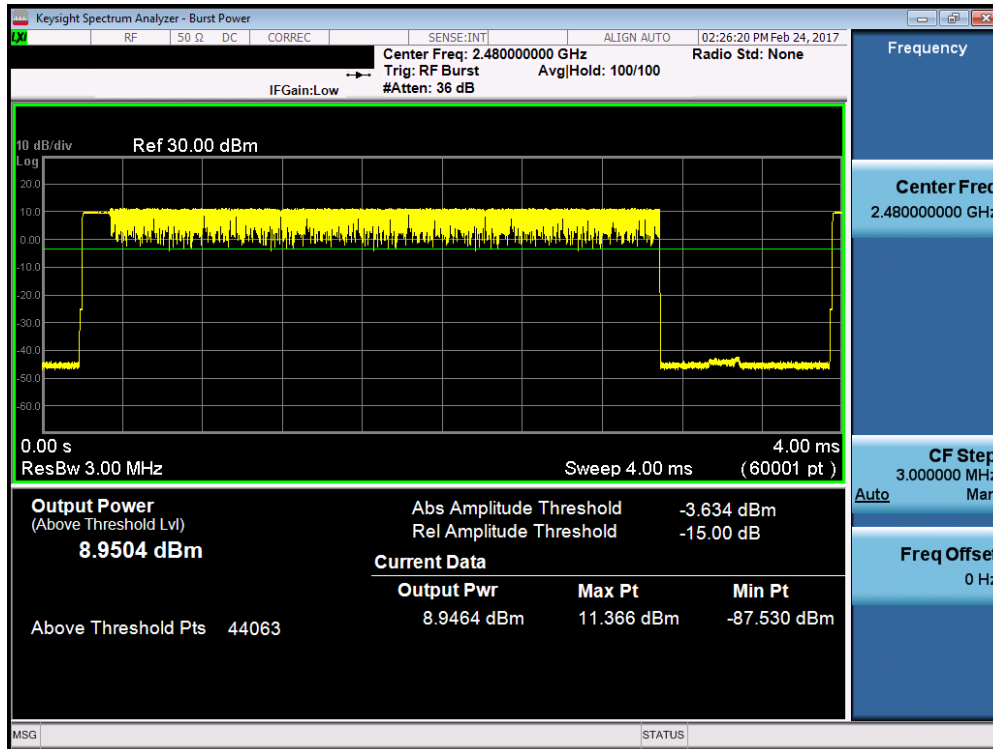 Keysight Spectrum Analyzer - Burst Power
LXI RF 50 Ω DC CORREC SENSE:INT ALIGN AUTO 02:26:20 PM Feb 24, 2017
Center Freq: 2.480000000 GHz Radio Std: None
Trig: RF Burst Avg|Hold: 100/100
IFGain:Low #Atten: 36 dB
10 dB/div Ref 30.00 dBm
Log
20.0
10.0
0.00
-10.0
-20.0
-30.0
-40.0
-50.0
-60.0
0.00 s 4.00 ms
ResBw 3.00 MHz Sweep 4.00 ms (60001 pt)
Output Power
(Above Threshold Lvl)
8.9504 dBm
Above Threshold Pts 44063
Abs Amplitude Threshold -3.634 dBm
Rel Amplitude Threshold -15.00 dB
Current Data
Output Pwr Max Pt Min Pt
8.9464 dBm 11.366 dBm -87.530 dBm
Frequency
Center Freq
2.480000000 GHz
CF Step
3.000000 MHz
Auto Man
Freq Offset
0 Hz
MSG STATUS